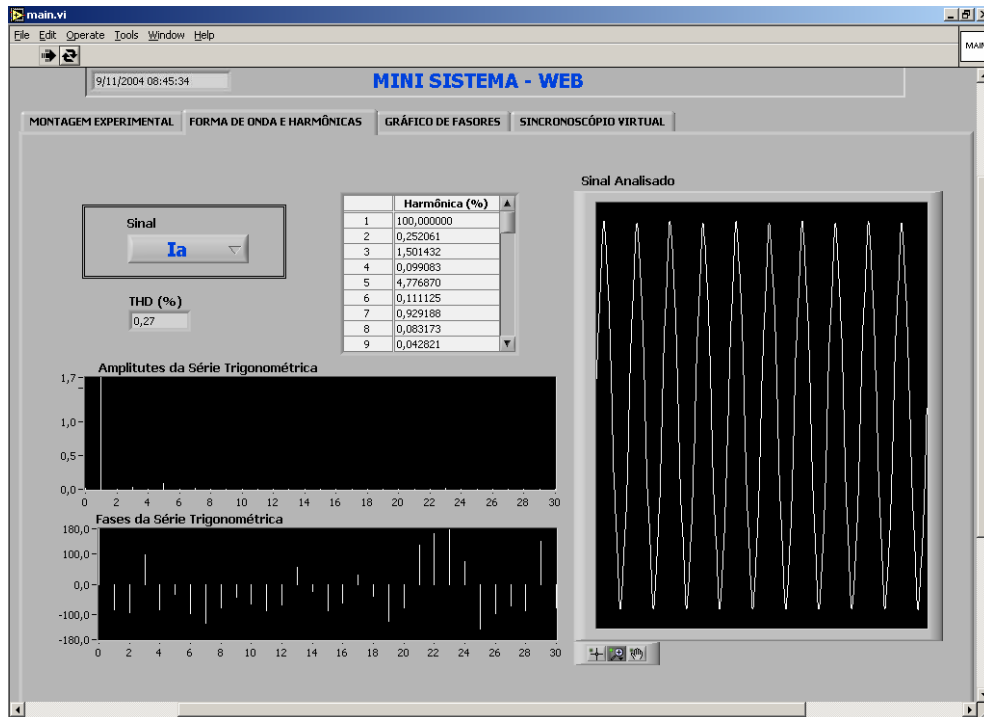 main.vi
File Edit Operate Tools Window Help
MAIN
9/11/2004 08:45:34
MINI SISTEMA - WEB
MONTAGEM EXPERIMENTAL
FORMA DE ONDA E HARMÔNICAS
GRÁFICO DE FASORES
SINCRONOSCÓPIO VIRTUAL
Sinal
Ia
THD (%)
0,27
Harmônica (%)
1 100,000000
2 0,252061
3 1,501432
4 0,099083
5 4,776870
6 0,111125
7 0,929188
8 0,083173
9 0,042821
Sinal Analisado
Amplitutes da Série Trigonométrica
1,7
1,0
0,5
0,0
0 2 4 6 8 10 12 14 16 18 20 22 24 26 28 30
Fases da Série Trigonométrica
180,0
100,0
0,0
-100,0
-180,0
0 2 4 6 8 10 12 14 16 18 20 22 24 26 28 30